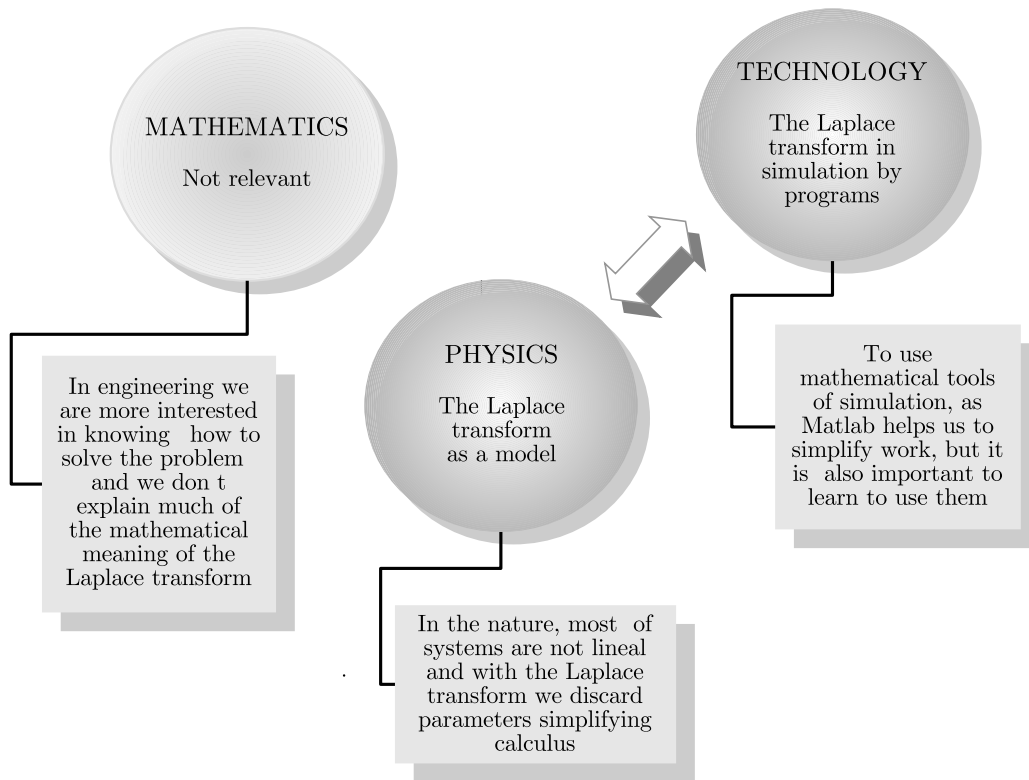 MATHEMATICS
Not relevant
In engineering we
are more interested
in knowing how to
solve the problem
and we don t
explain much of
the mathematical
meaning of the
Laplace transform
PHYSICS
The Laplace
transform
as a model
In the nature, most of
systems are not lineal
and with the Laplace
transform we discard
parameters simplifying
calculus
TECHNOLOGY
The Laplace
transform in
simulation by
programs
To use
mathematical tools
of simulation, as
Matlab helps us to
simplify work, but it
is also important to
learn to use them